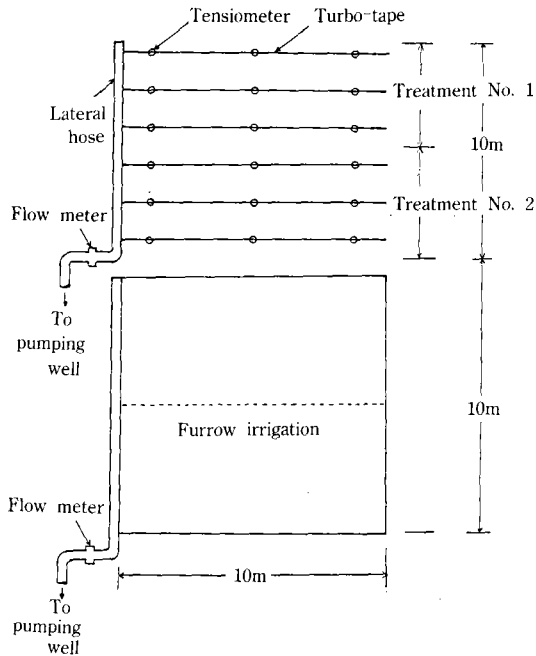 Tensiometer
Turbo-tape
Lateral
hose
Treatment No. 1
10m
Treatment No. 2
Flow meter
To
pumping
well
10m
Furrow irrigation
Flow meter
10m
To
pumping
well